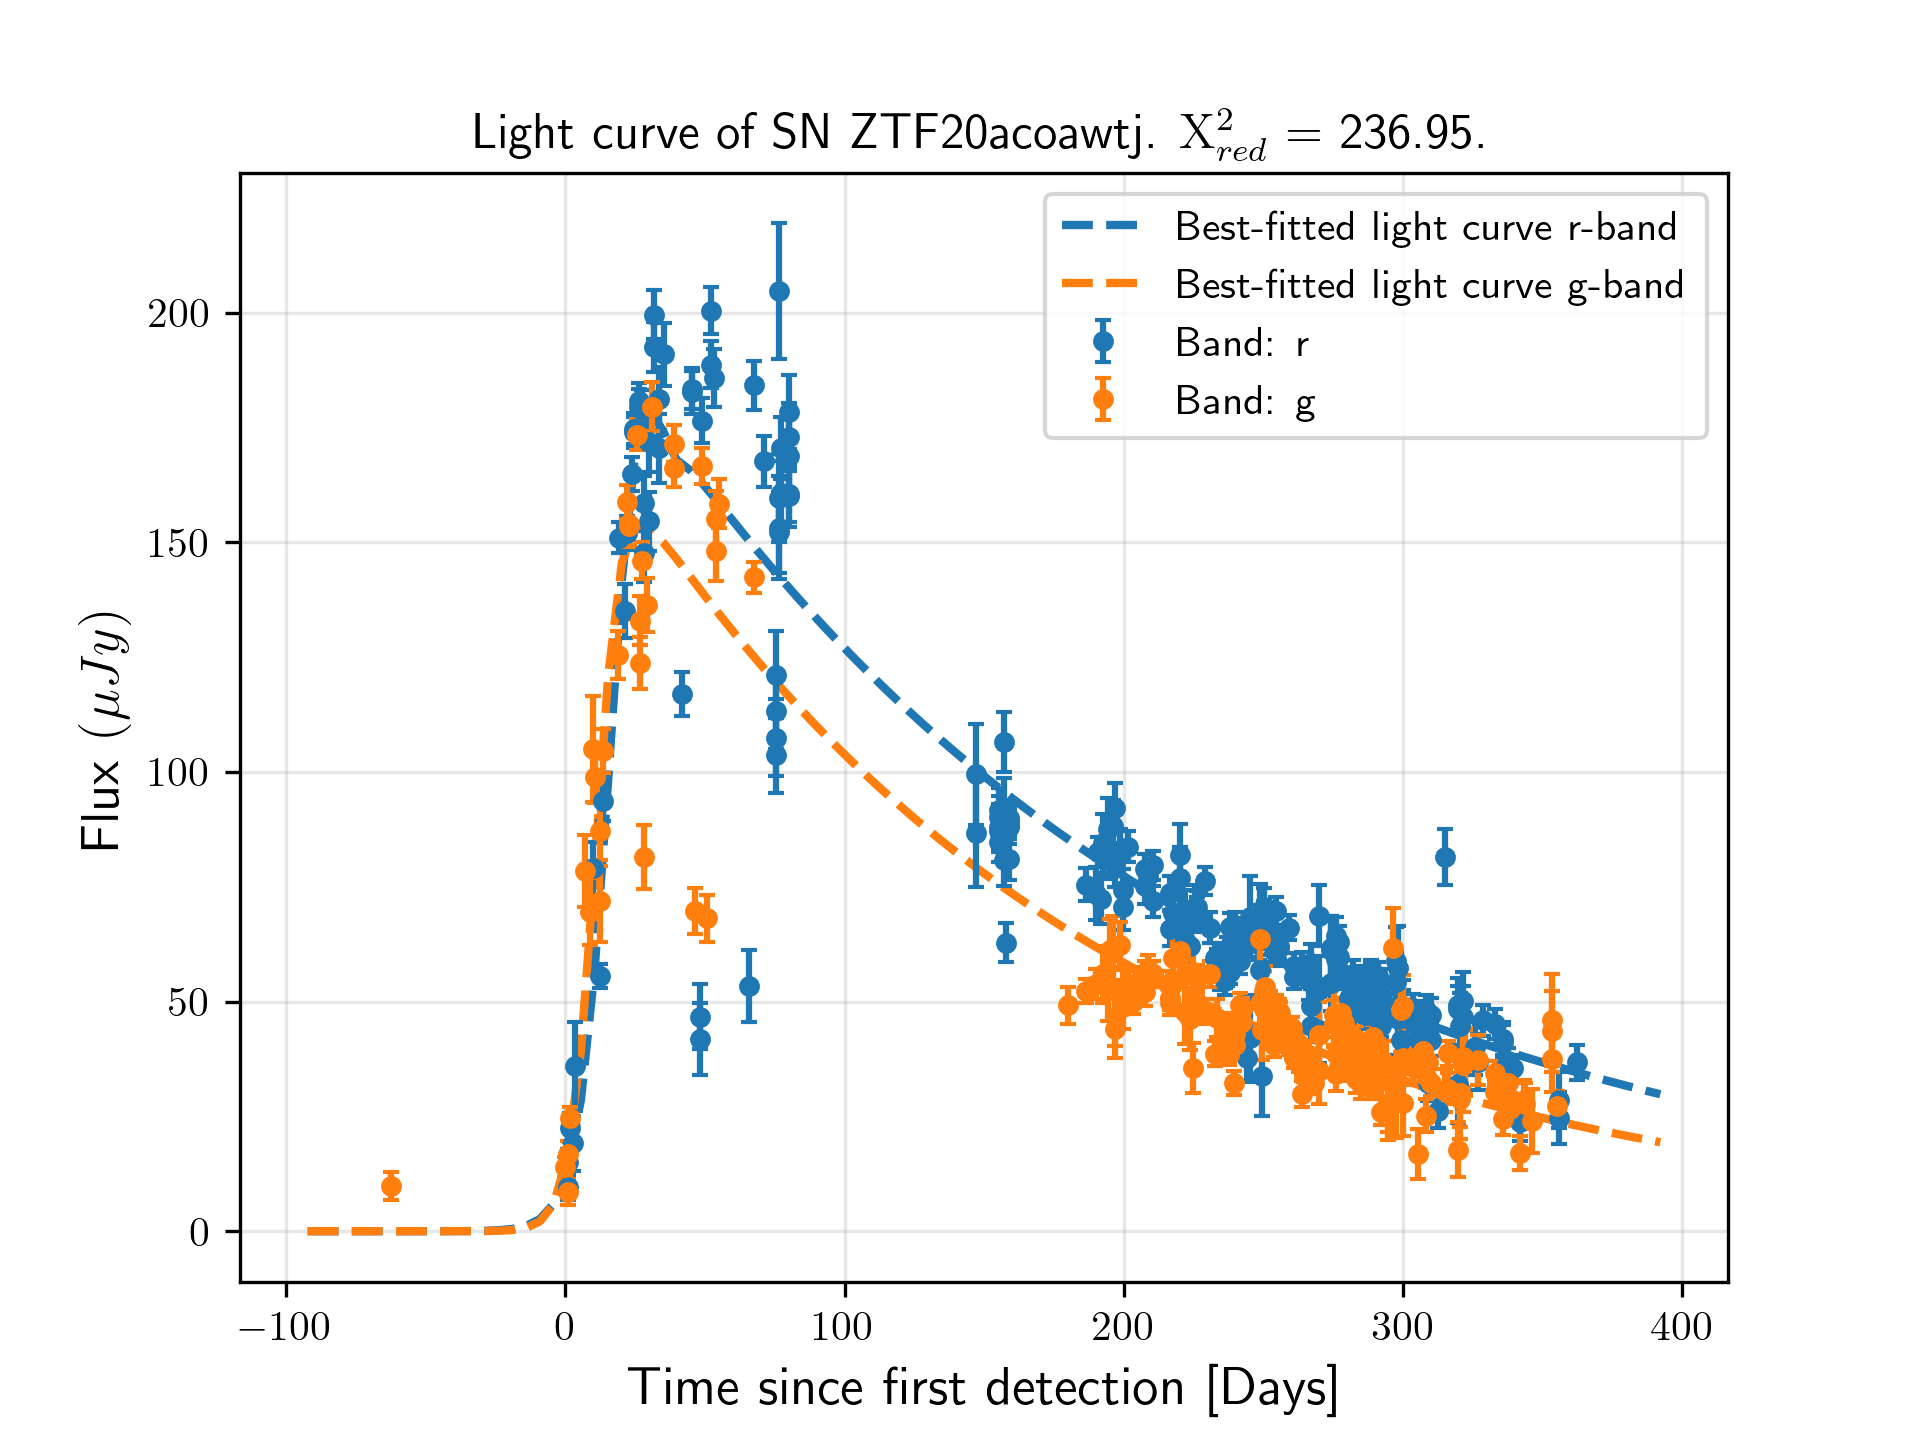 Light curve of SN ZTF20acoawtj. X²_red = 236.95.
Best-fitted light curve r-band
Best-fitted light curve g-band
Band: r
Band: g
200
150
100
50
0
Flux (μJy)
−100 0 100 200 300 400
Time since first detection [Days]